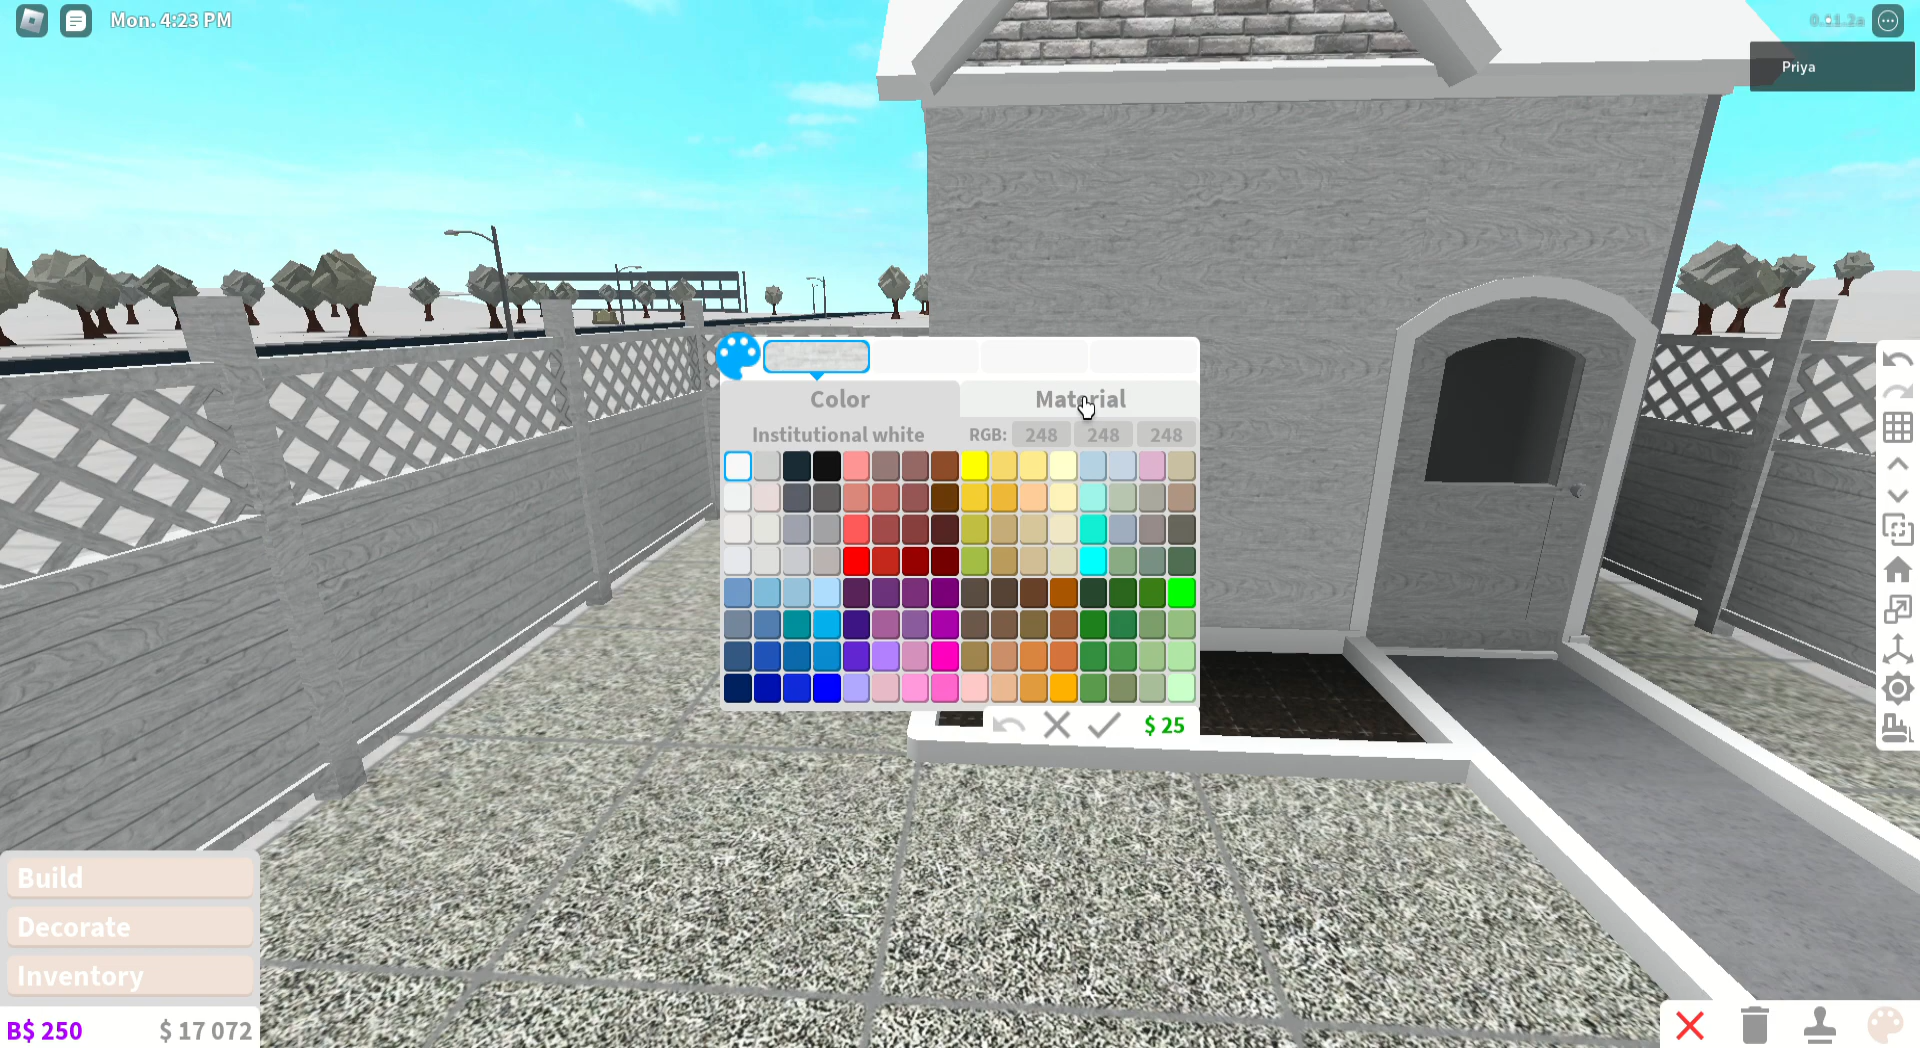 Mon. 4:23 PM
Priya
Color
Material
Institutional white
RGB: 248 248 248
$ 25
Build
Decorate
Inventory
B$ 250
$ 17 072